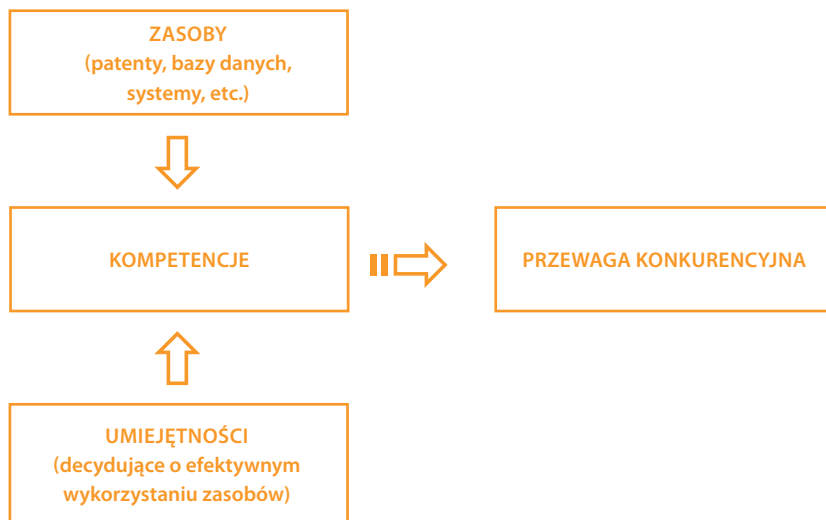 ZASOBY
(patenty, bazy danych,
systemy, etc.)
KOMPETENCJE
PRZEWAGA KONKURENCYJNA
UMIEJĘTNOŚCI
(decydujące o efektywnym
wykorzystaniu zasobów)